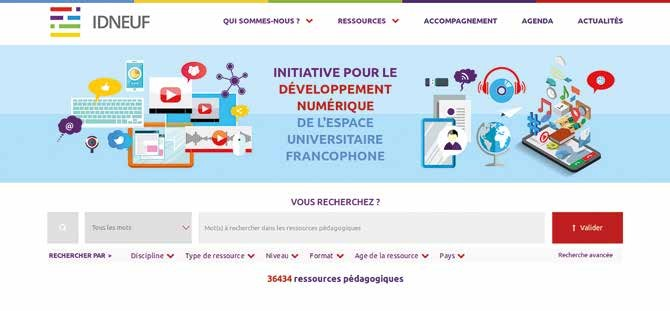 IDNEUF
QUI SOMMES-NOUS ? RESSOURCES ACCOMPAGNEMENT AGENDA ACTUALITÉS
INITIATIVE POUR LE
DÉVELOPPEMENT
NUMÉRIQUE
DE L'ESPACE
UNIVERSITAIRE
FRANCOPHONE
VOUS RECHERCHEZ ?
Tous les mots Mot(s) à rechercher dans les ressources pédagogiques Valider
RECHERCHER PAR > Discipline Type de ressource Niveau Format Age de la ressource Pays Recherche avancée
36434 ressources pédagogiques